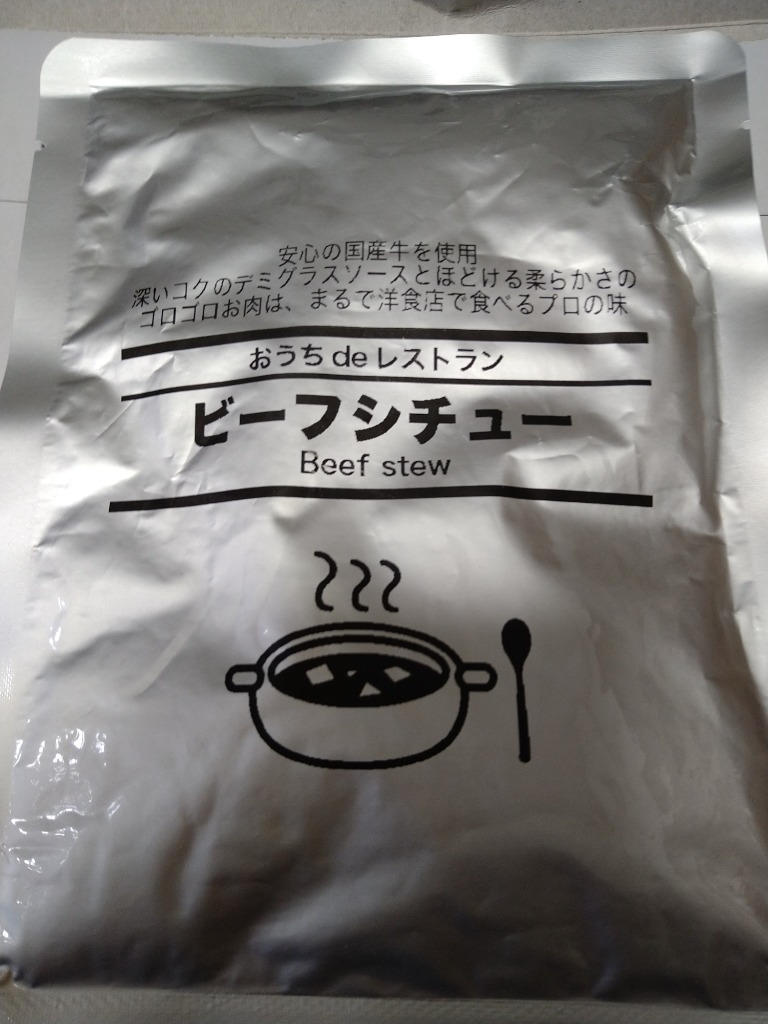 安心の国産牛を使用
深いコクのデミグラスソースとほどける柔らかさの
ゴロゴロお肉は、まるで洋食店で食べるプロの味
おうちdeレストラン
ビーフシチュー
Beef stew